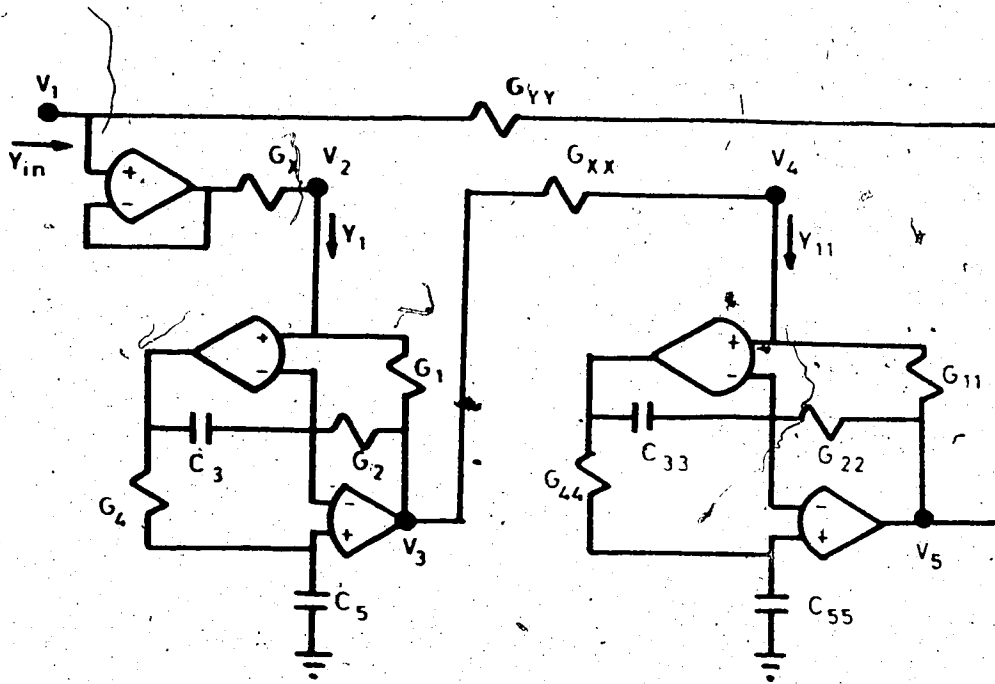 V1
GYY
Yin
+
-
GX
V2
GXX
V4
Y1
Y11
+
-
G1
+
-
G11
C3
G2
C33
G22
G4
-
+
V3
G44
-
+
V5
C5
C55